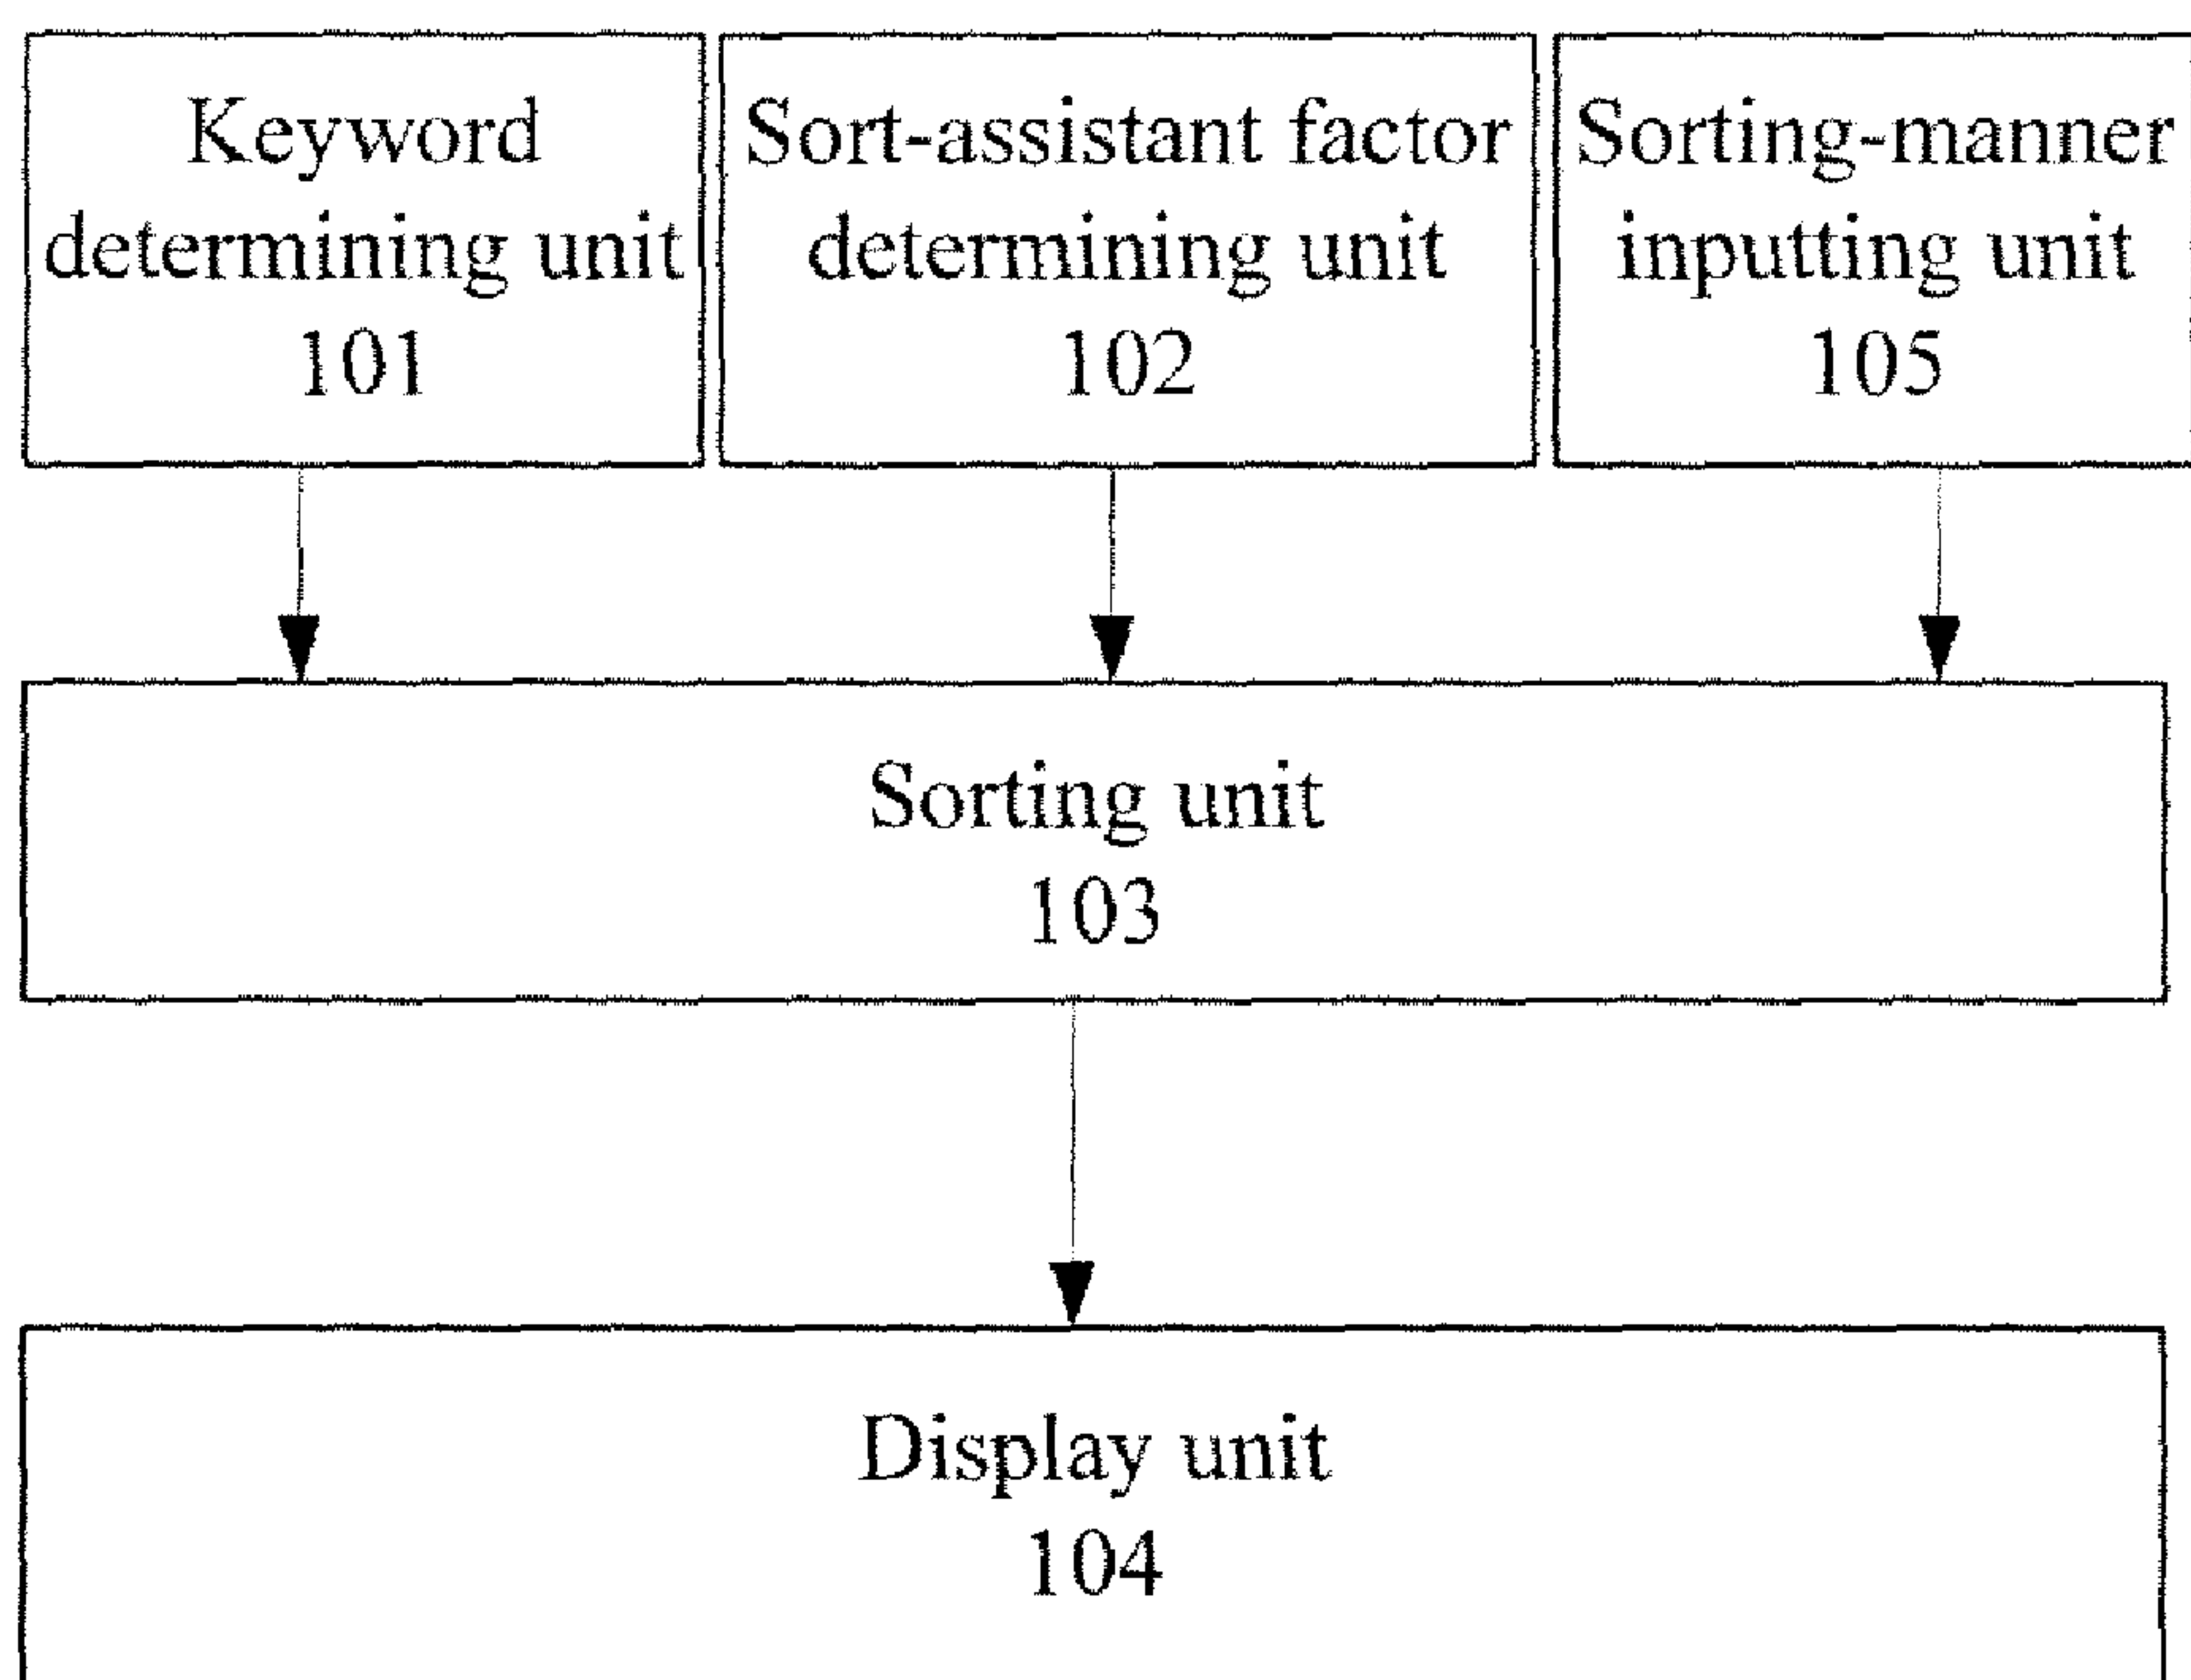 Keyword
determining unit
101
Sort-assistant factor
determining unit
102
Sorting-manner
inputting unit
105
Sorting unit
103
Display unit
104